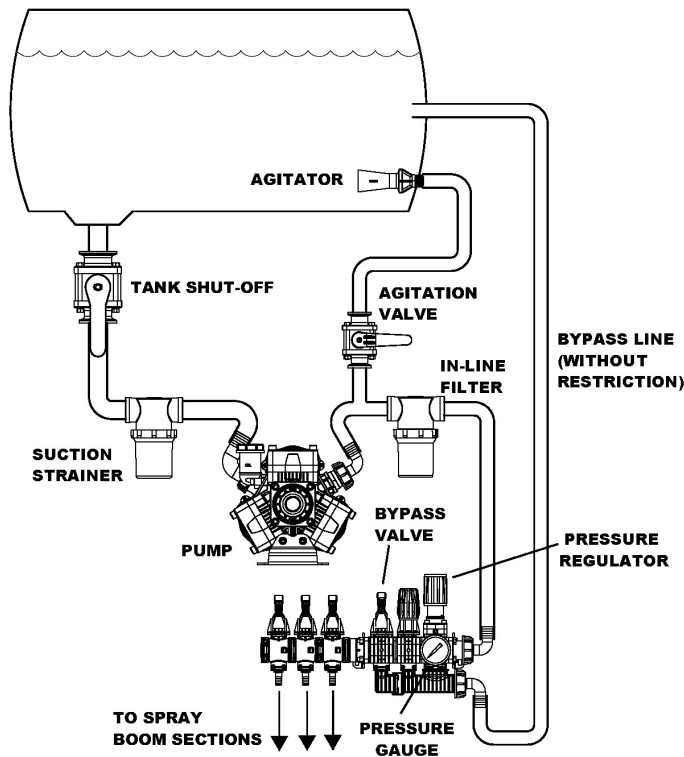 AGITATOR
TANK SHUT-OFF
AGITATION
VALVE
BYPASS LINE
(WITHOUT
RESTRICTION)
IN-LINE
FILTER
SUCTION
STRAINER
PUMP
BYPASS
VALVE
PRESSURE
REGULATOR
TO SPRAY
BOOM SECTIONS
PRESSURE
GAUGE